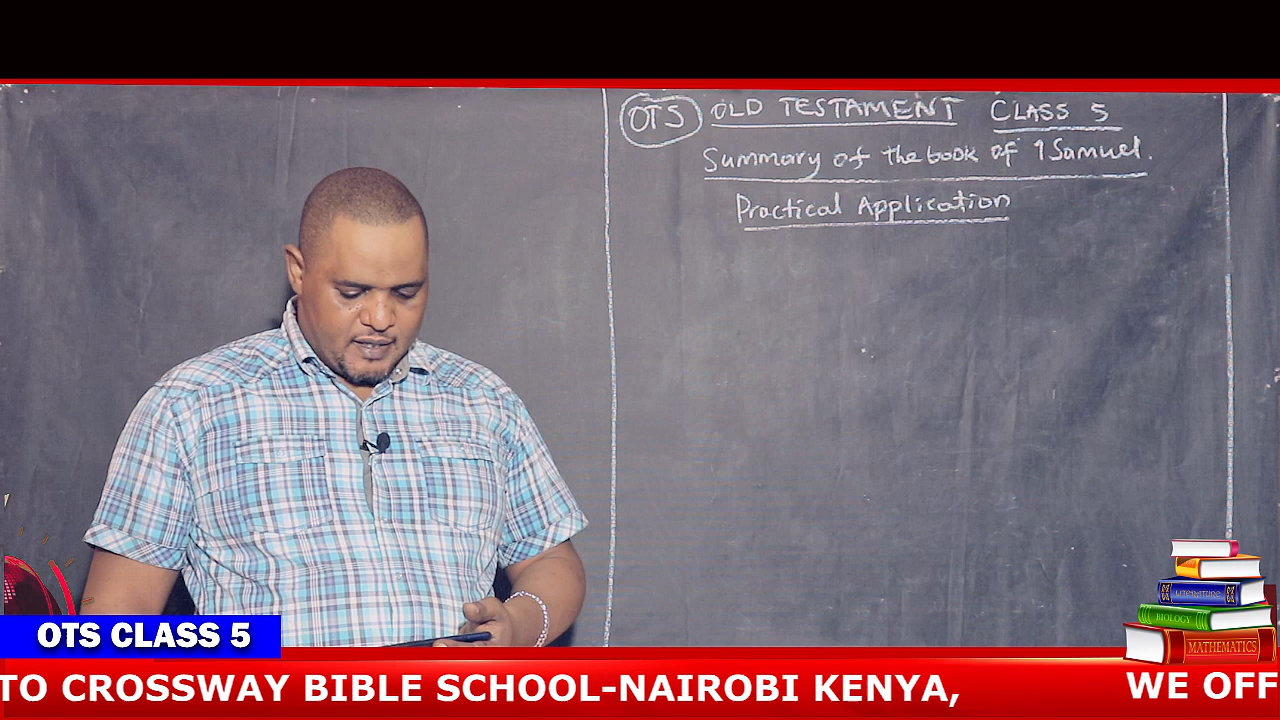 OTS OLD TESTAMENT CLASS 5
Summary of the book of 1 Samuel.
Practical Application
LITERATURE
BIOLOGY
MATHEMATICS
OTS CLASS 5
TO CROSSWAY BIBLE SCHOOL-NAIROBI KENYA, WE OFF